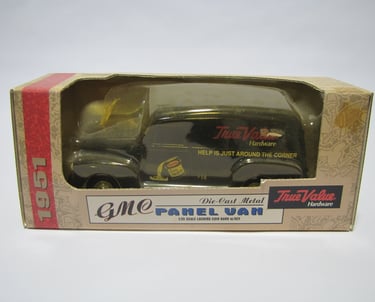 1951
True Value
Hardware
HELP IS JUST AROUND THE CORNER
GMC
Die-Cast Metal
PANEL VAN
True Value
Hardware